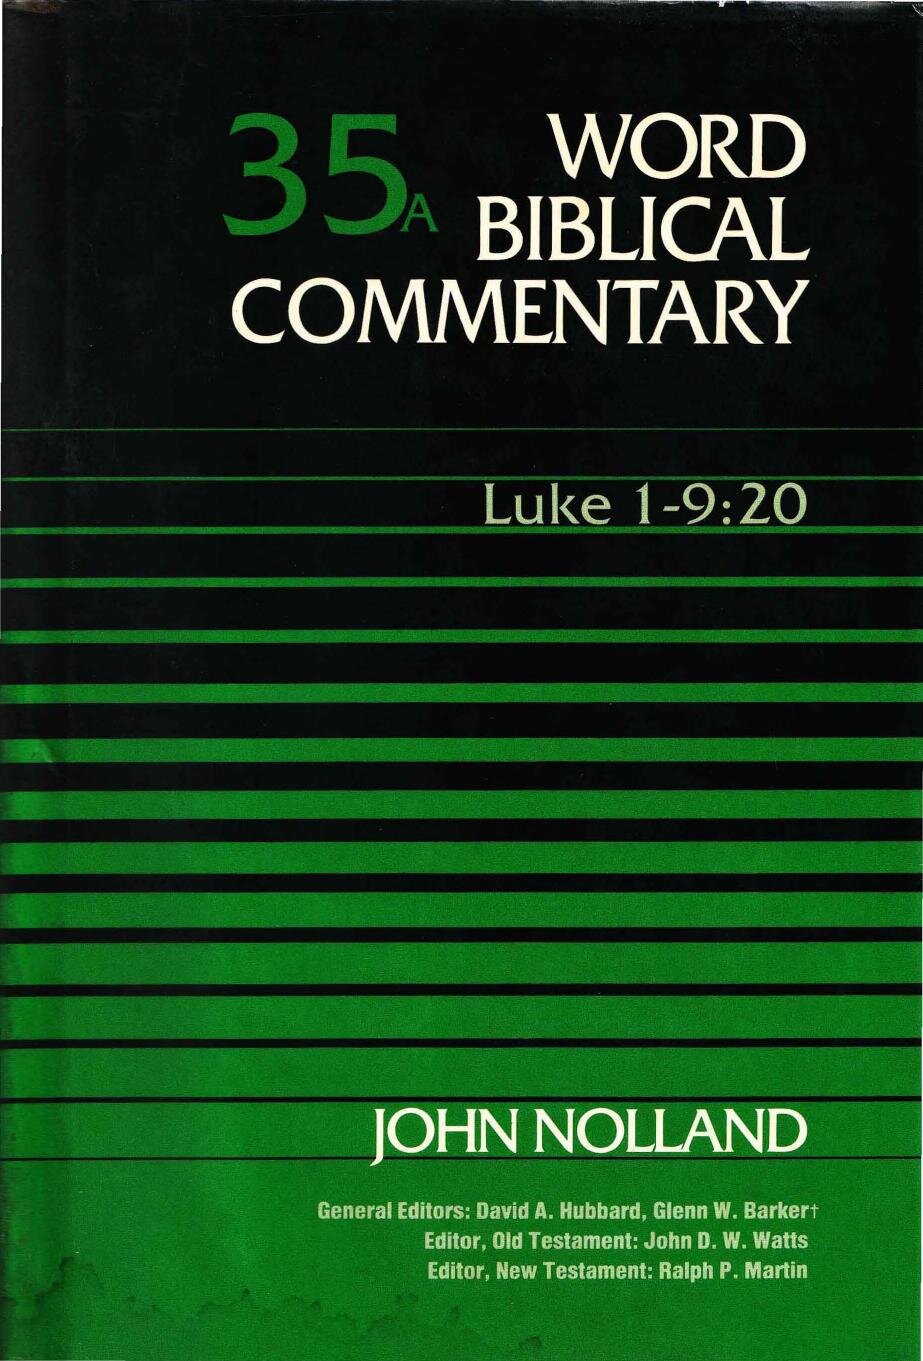 35A WORD
BIBLICAL
COMMENTARY
Luke 1-9:20
JOHN NOLLAND
General Editors: David A. Hubbard, Glenn W. Barker†
Editor, Old Testament: John D. W. Watts
Editor, New Testament: Ralph P. Martin